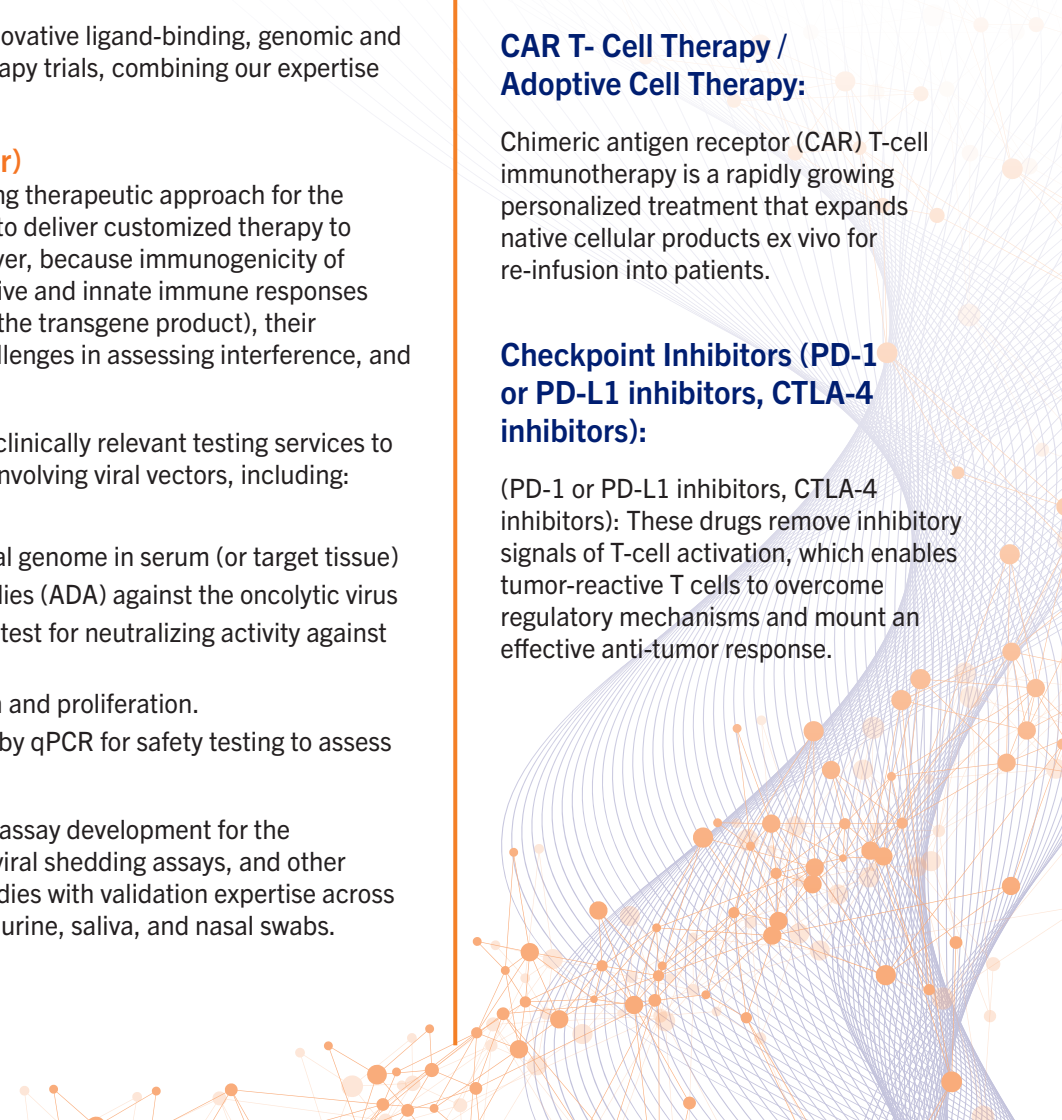 ovative ligand-binding, genomic and
apy trials, combining our expertise
r)
ng therapeutic approach for the
to deliver customized therapy to
ver, because immunogenicity of
ive and innate immune responses
the transgene product), their
llenges in assessing interference, and
clinically relevant testing services to
nvolving viral vectors, including:
al genome in serum (or target tissue)
lies (ADA) against the oncolytic virus
test for neutralizing activity against
and proliferation.
by qPCR for safety testing to assess
assay development for the
viral shedding assays, and other
dies with validation expertise across
urine, saliva, and nasal swabs.
CAR T- Cell Therapy /
Adoptive Cell Therapy:
Chimeric antigen receptor (CAR) T-cell
immunotherapy is a rapidly growing
personalized treatment that expands
native cellular products ex vivo for
re-infusion into patients.
Checkpoint Inhibitors (PD-1
or PD-L1 inhibitors, CTLA-4
inhibitors):
(PD-1 or PD-L1 inhibitors, CTLA-4
inhibitors): These drugs remove inhibitory
signals of T-cell activation, which enables
tumor-reactive T cells to overcome
regulatory mechanisms and mount an
effective anti-tumor response.